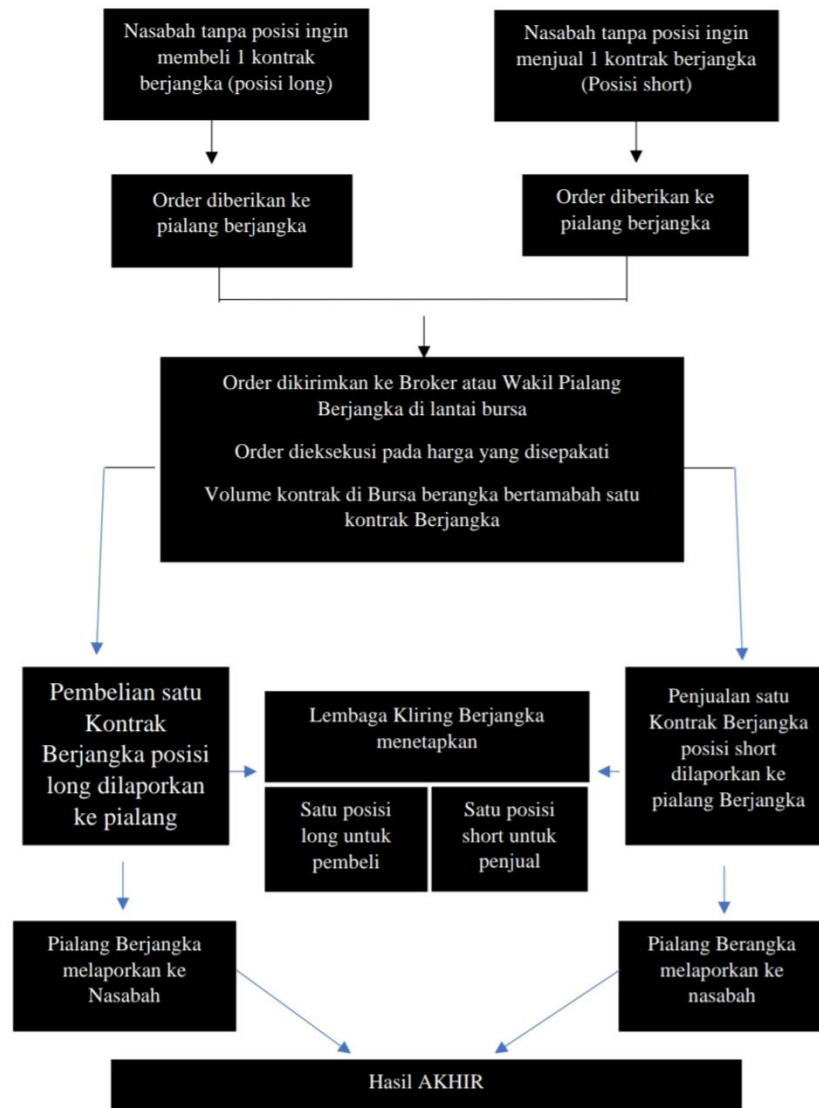 Nasabah tanpa posisi ingin
membeli 1 kontrak
berjangka (posisi long)
Nasabah tanpa posisi ingin
menjual 1 kontrak berjangka
(Posisi short)
Order diberikan ke
pialang berjangka
Order diberikan ke
pialang berjangka
Order dikirimkan ke Broker atau Wakil Pialang
Berjangka di lantai bursa
Order dieksekusi pada harga yang disepakati
Volume kontrak di Bursa berangka bertamabah satu
kontrak Berjangka
Pembelian satu
Kontrak
Berjangka posisi
long dilaporkan
ke pialang
Lembaga Kliring Berjangka
menetapkan
Satu posisi
long untuk
pembeli
Satu posisi
short untuk
penjual
Penjualan satu
Kontrak Berjangka
posisi short
dilaporkan ke
pialang Berjangka
Pialang Berjangka
melaporkan ke
Nasabah
Pialang Berangka
melaporkan ke
nasabah
Hasil AKHIR